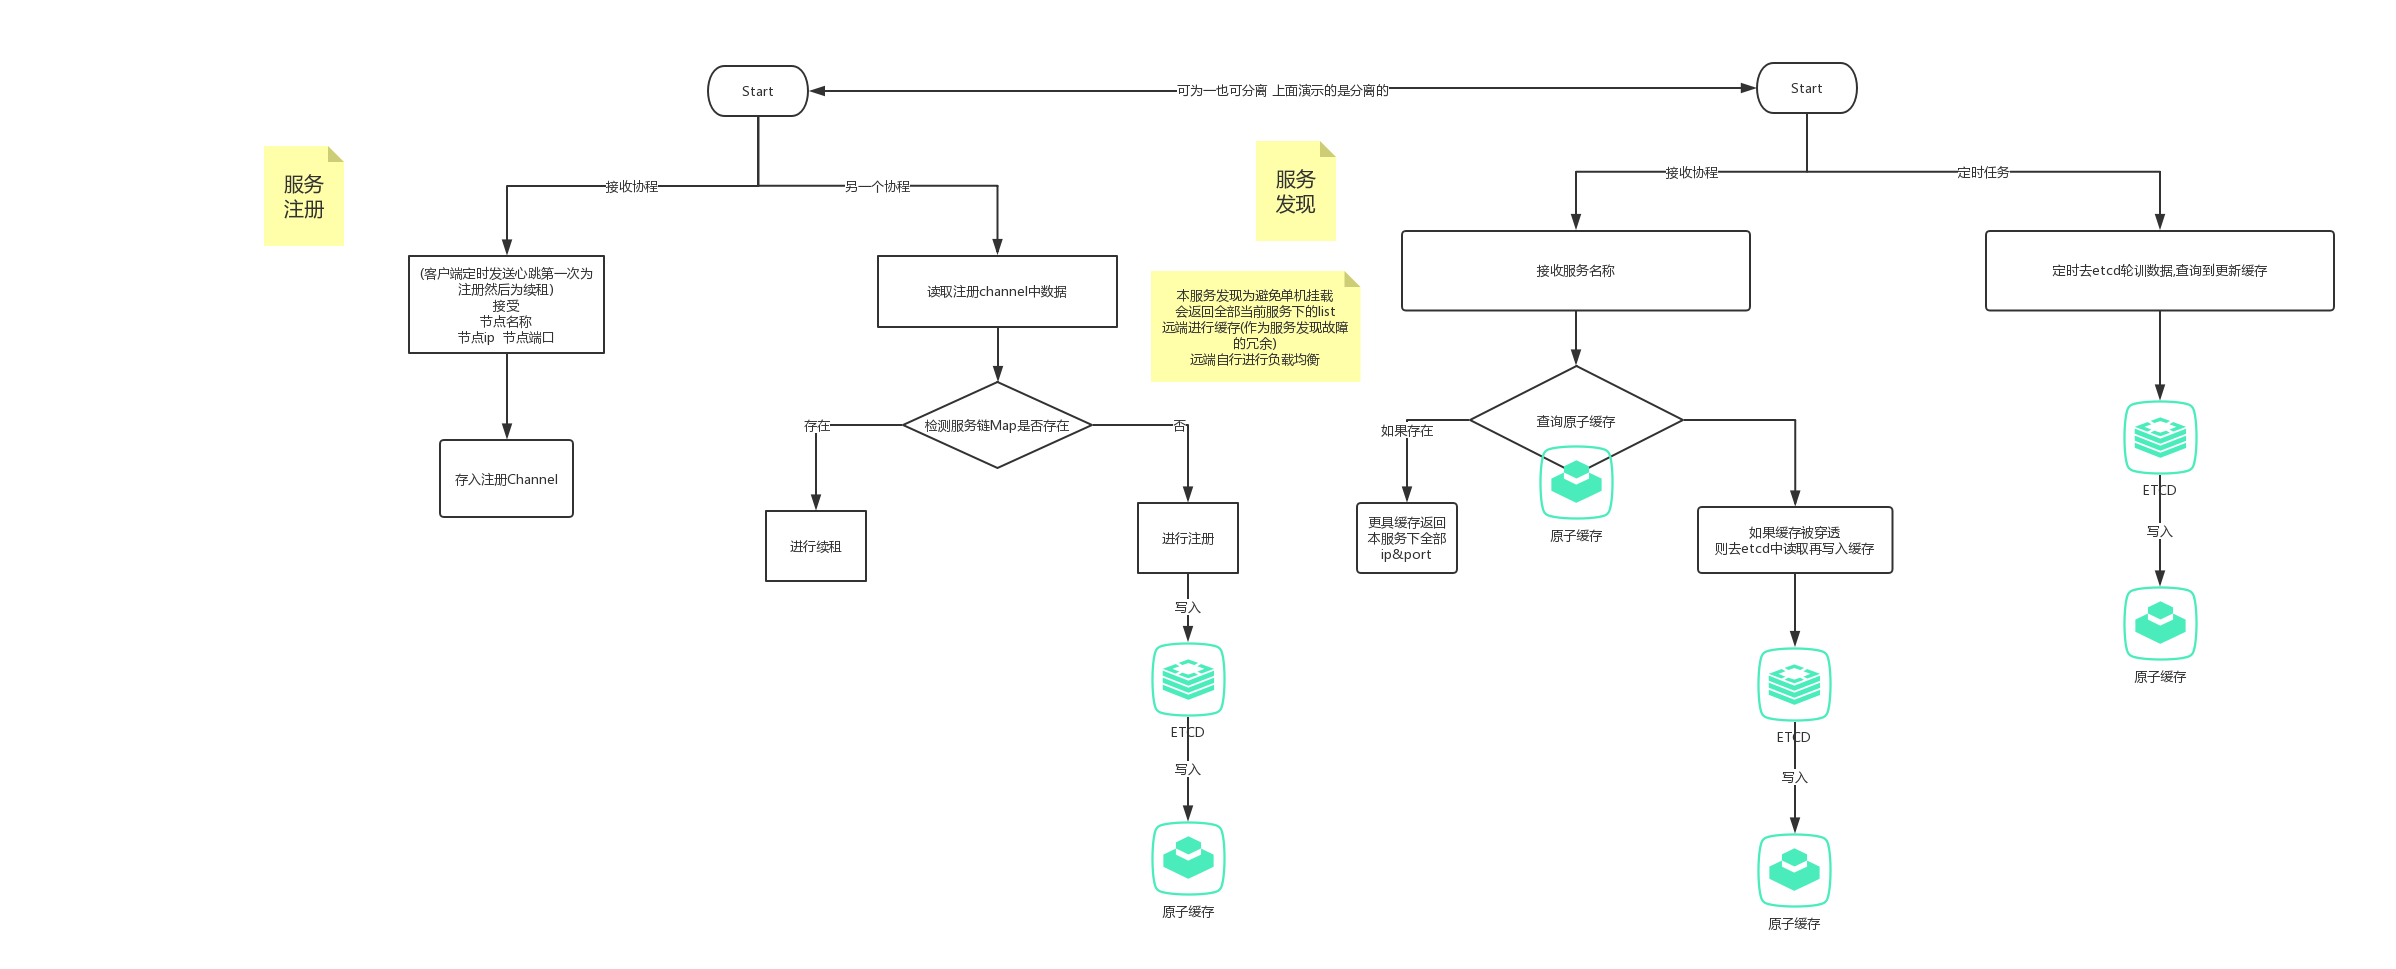 Start
可为一也可分离 上面演示的是分离的
Start
服务
注册
接收协程
另一个协程
(客户端定时发送心跳第一次为
注册然后为续租)
接受
节点名称
节点ip 节点端口
存入注册Channel
读取注册channel中数据
检测服务链Map是否存在
存在
否
进行续租
进行注册
写入
ETCD
写入
原子缓存
服务
发现
本服务发现为避免单机挂载
会返回全部当前服务下的list
远端进行缓存(作为服务发现故障
的冗余)
远端自行进行负载均衡
接收协程
定时任务
接收服务名称
查询原子缓存
原子缓存
如果存在
更具缓存返回
本服务下全部
ip&port
如果缓存被穿透
则去etcd中读取再写入缓存
ETCD
写入
原子缓存
定时去etcd轮训数据,查询到更新缓存
ETCD
写入
原子缓存